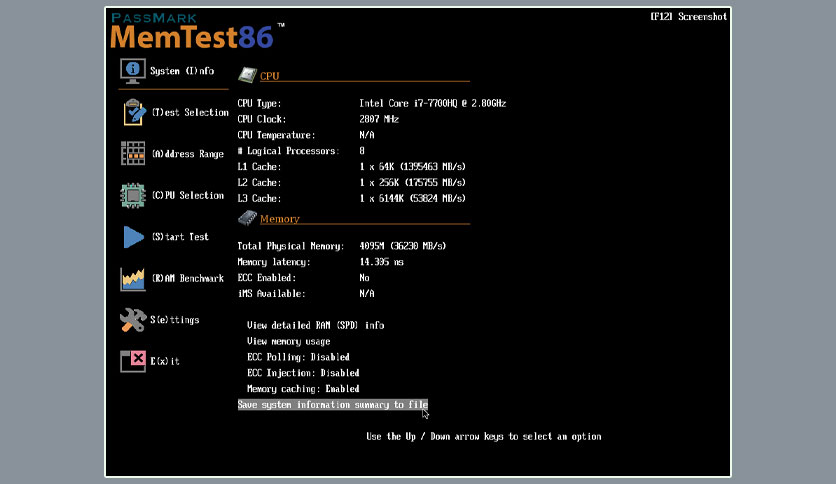 PASSMARK
MemTest86™
[F12] Screenshot
System (I)nfo
(T)est Selection
(A)ddress Range
(C)PU Selection
(S)tart Test
(R)AM Benchmark
S(e)ttings
E(x)it
CPU
CPU Type: Intel Core i7-7700HQ @ 2.80GHz
CPU Clock: 2807 MHz
CPU Temperature: N/A
# Logical Processors: 8
L1 Cache: 1 x 64K (1395463 MB/s)
L2 Cache: 1 x 256K (175755 MB/s)
L3 Cache: 1 x 6144K (53824 MB/s)
Memory
Total Physical Memory: 4095M (36230 MB/s)
Memory latency: 14.305 ns
ECC Enabled: No
iMS Available: N/A
View detailed RAM (SPD) info
View memory usage
ECC Polling: Disabled
ECC Injection: Disabled
Memory caching: Enabled
Save system information summary to file
Use the Up / Down arrow keys to select an option